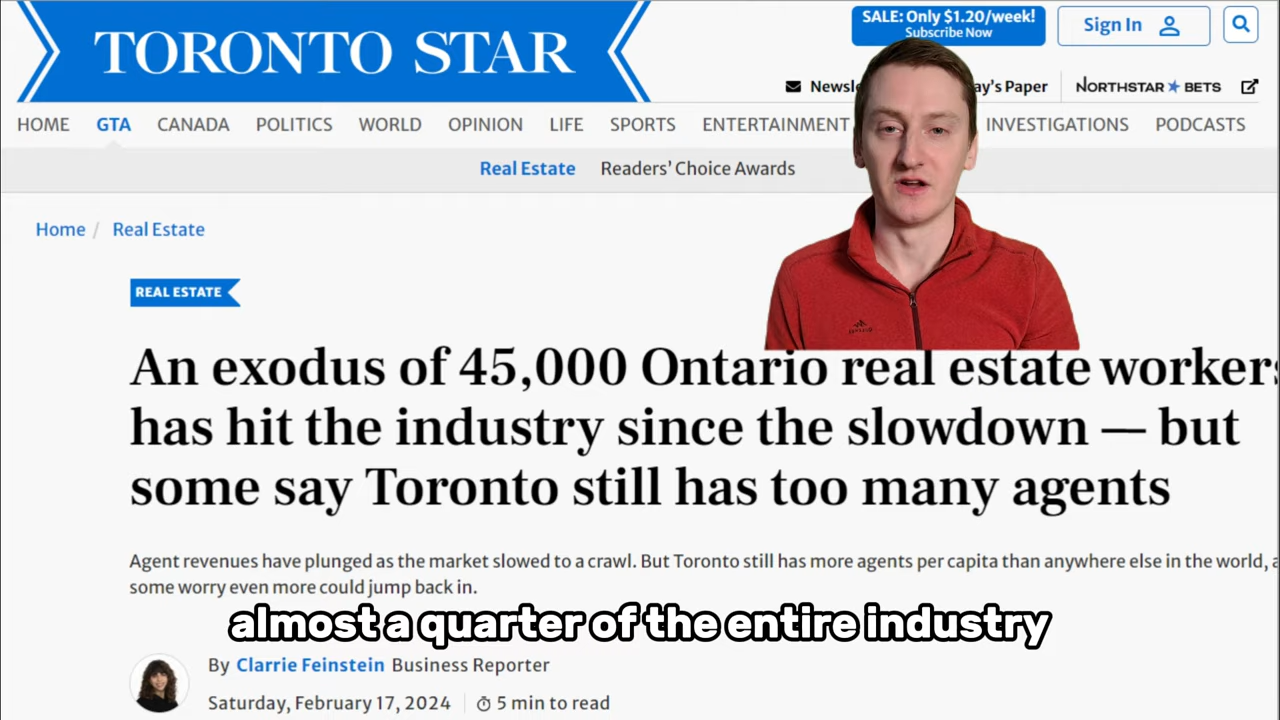 TORONTO STAR
SALE: Only $1.20/week!
Subscribe Now
Sign In
ay's Paper
NORTHSTAR BETS
HOME GTA CANADA POLITICS WORLD OPINION LIFE SPORTS ENTERTAINMENT INVESTIGATIONS PODCASTS
Real Estate Readers' Choice Awards
Home / Real Estate
REAL ESTATE
An exodus of 45,000 Ontario real estate workers
has hit the industry since the slowdown — but
some say Toronto still has too many agents
Agent revenues have plunged as the market slowed to a crawl. But Toronto still has more agents per capita than anywhere else in the world, a
some worry even more could jump back in.
almost a quarter of the entire industry
By Clarrie Feinstein Business Reporter
Saturday, February 17, 2024 5 min to read